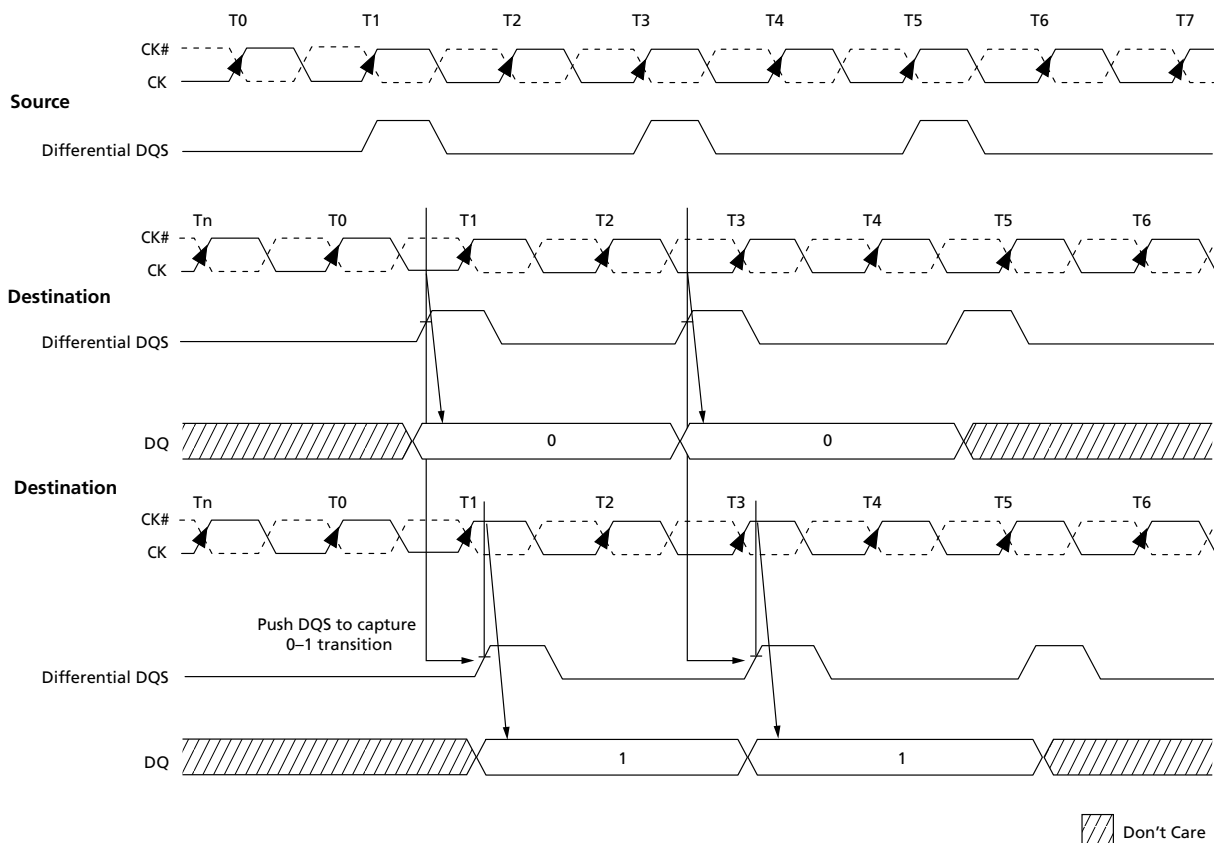 T0 T1 T2 T3 T4 T5 T6 T7
CK#
CK
Source
Differential DQS
Tn T0 T1 T2 T3 T4 T5 T6
CK#
CK
Destination
Differential DQS
DQ 0 0
Destination
Tn T0 T1 T2 T3 T4 T5 T6
CK#
CK
Push DQS to capture
0–1 transition
Differential DQS
DQ 1 1
Don't Care